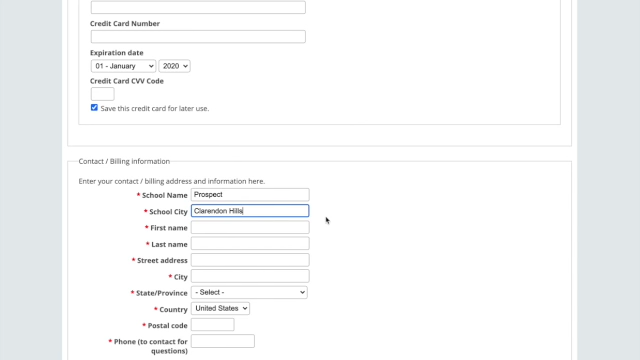 Credit Card Number
Expiration date
01 - January 2020
Credit Card CVV Code
Save this credit card for later use.
Contact / Billing information
Enter your contact / billing address and information here.
* School Name Prospect
* School City Clarendon Hills
* First name
* Last name
* Street address
* City
* State/Province - Select -
* Country United States
* Postal code
* Phone (to contact for
questions)